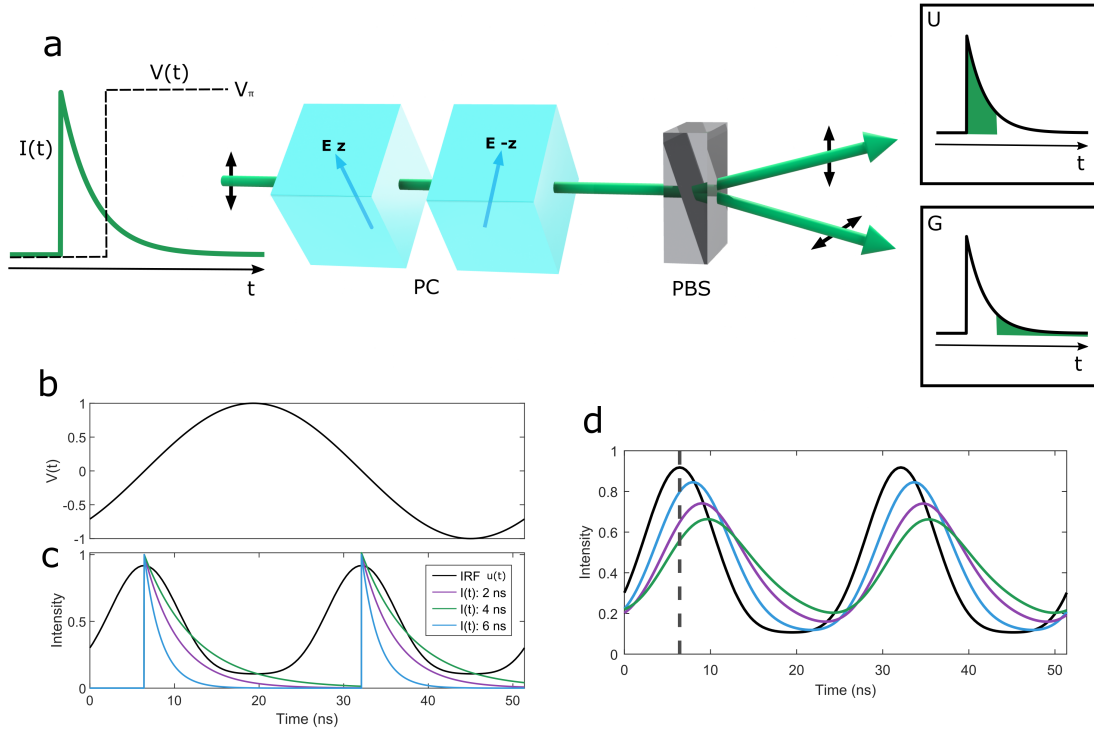 a
V(t)
Vπ
I(t)
t
E z
E -z
PC
PBS
U
t
G
t
b
1
0.5
0
-0.5
-1
V(t)
c
1
0.5
0
Intensity
IRF u(t)
I(t): 2 ns
I(t): 4 ns
I(t): 6 ns
0 10 20 30 40 50
Time (ns)
d
1
0.8
0.6
0.4
0.2
0
Intensity
0 10 20 30 40 50
Time (ns)